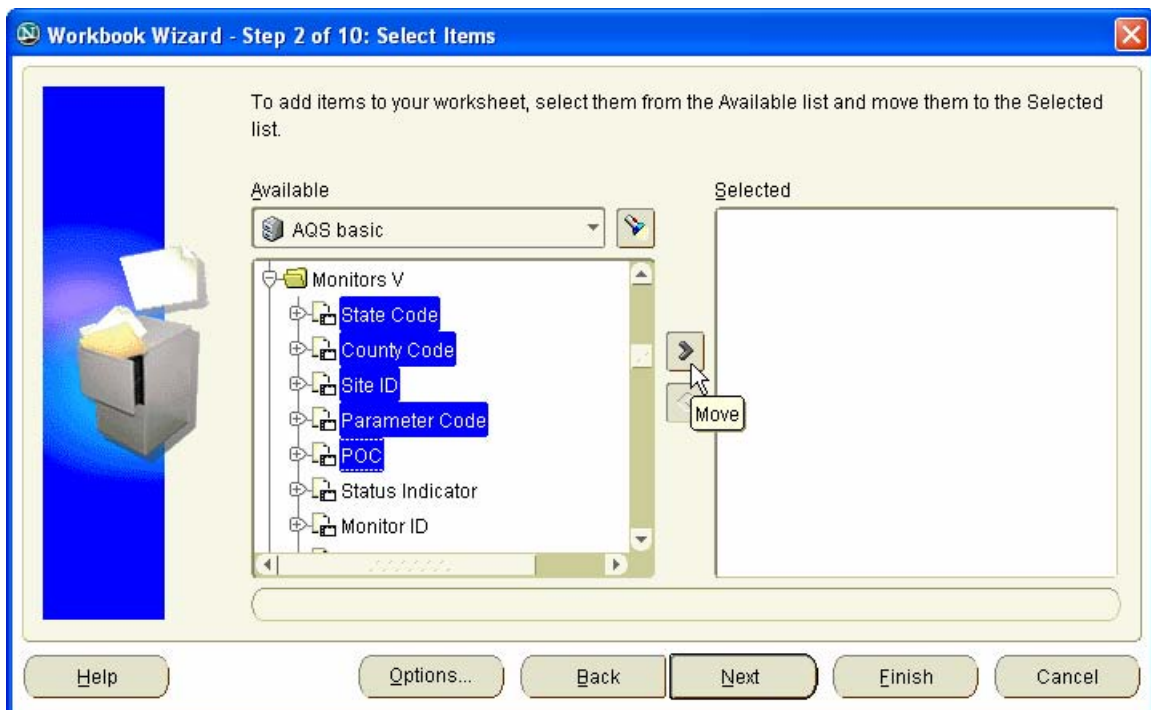 Workbook Wizard - Step 2 of 10: Select Items
To add items to your worksheet, select them from the Available list and move them to the Selected
list.
Available
Selected
AQS basic
Monitors V
State Code
County Code
Site ID
Parameter Code
POC
Status Indicator
Monitor ID
Move
Help
Options...
Back
Next
Finish
Cancel